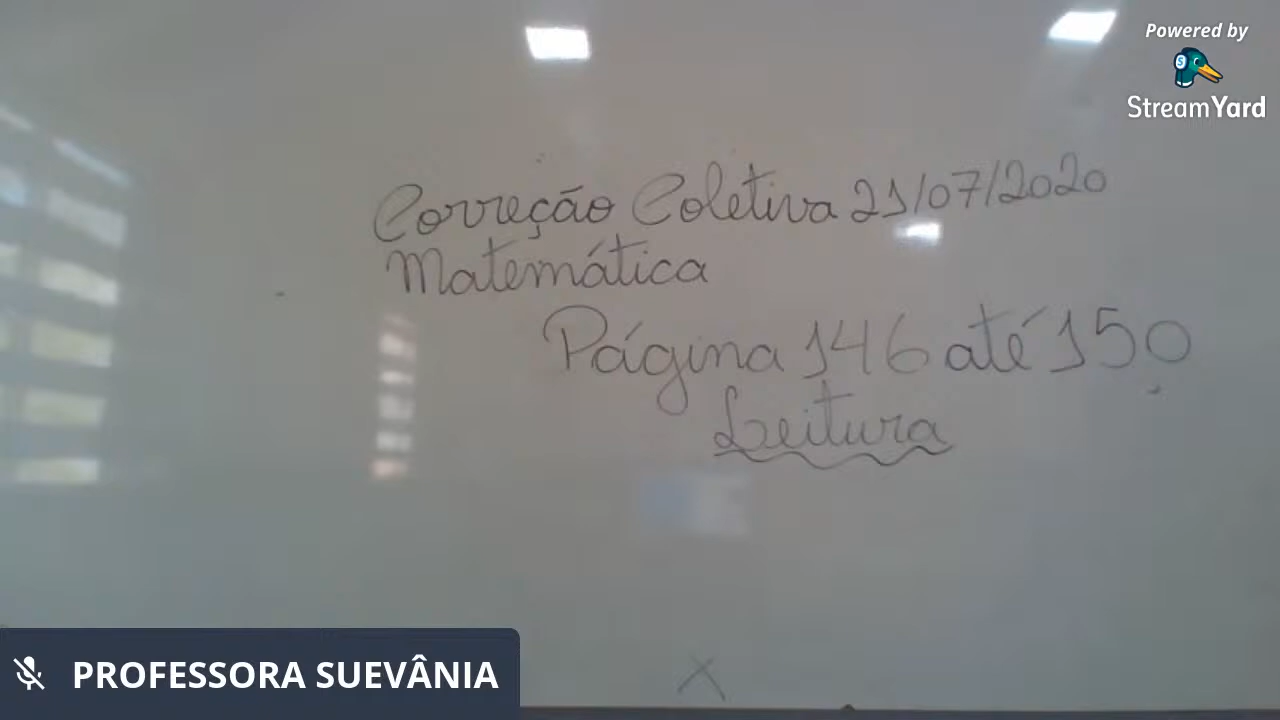 Powered by
StreamYard
Correção Coletiva 21/07/2020
Matemática
Página 146 até 150
Leitura
X
PROFESSORA SUEVÂNIA